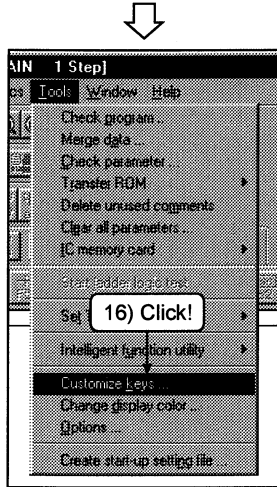 AIN 1 Step]
cs Tools Window Help
Check program ...
Merge data ...
Check parameter ...
Transfer ROM
Delete unused comments
Clear all parameters ...
IC memory card
Start ladder logic test
Set
16) Click!
Intelligent function utility
Customize keys ...
Change display color ...
Options ...
Create start-up setting file ...